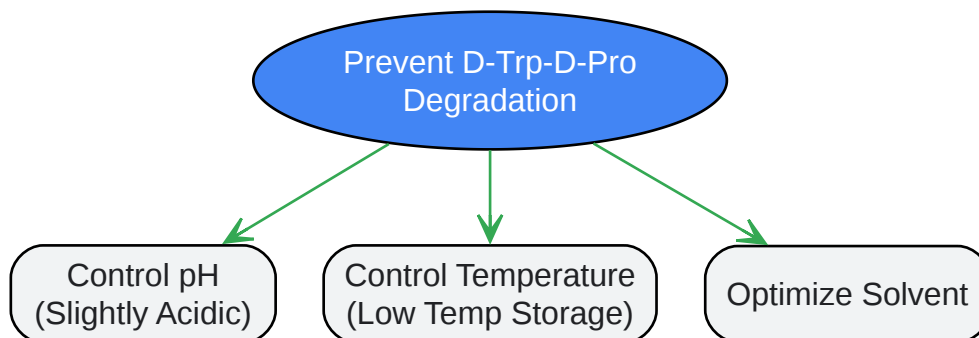 Prevent D-Trp-D-Pro
Degradation
Control pH
(Slightly Acidic)
Control Temperature
(Low Temp Storage)
Optimize Solvent